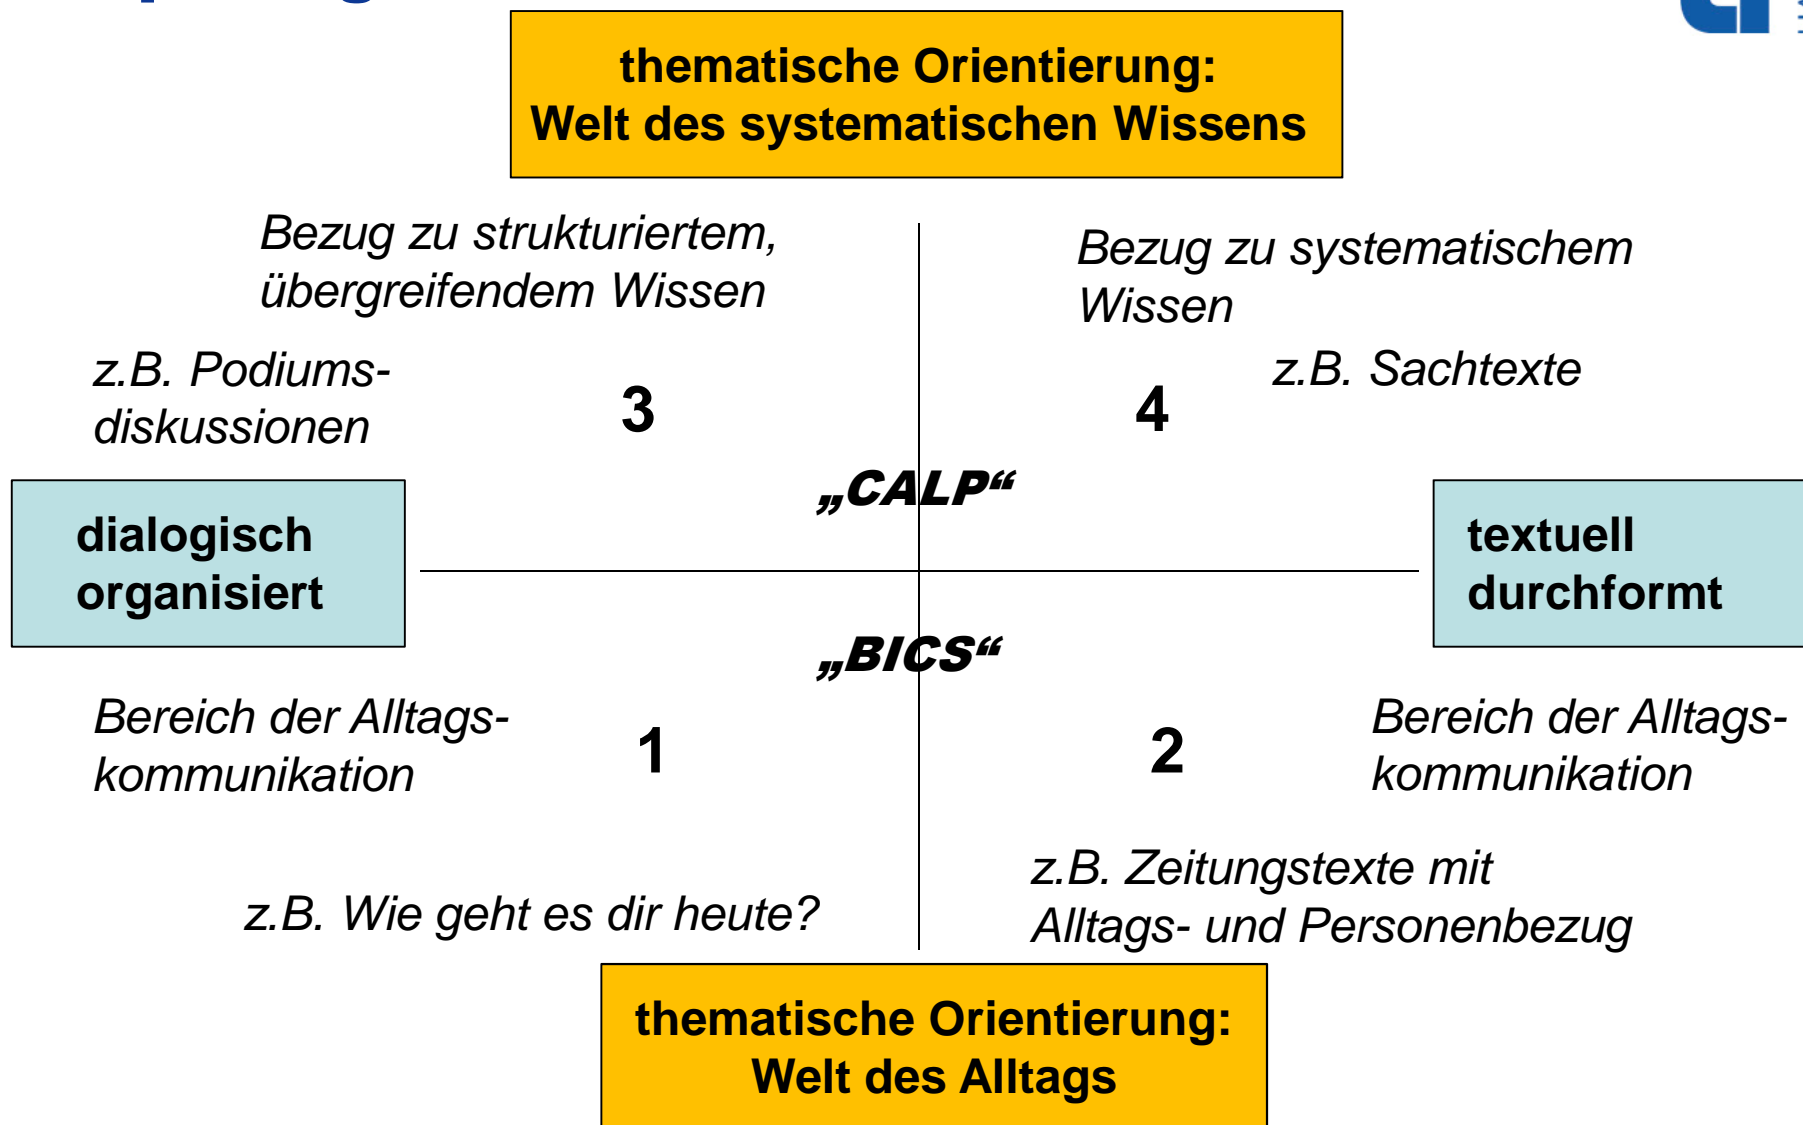 thematische Orientierung:
Welt des systematischen Wissens
Bezug zu strukturiertem,
übergreifendem Wissen
z.B. Podiums-
diskussionen
3
Bezug zu systematischem
Wissen
z.B. Sachtexte
4
„CALP“
dialogisch
organisiert
textuell
durchformt
„BICS“
Bereich der Alltags-
kommunikation
1
z.B. Wie geht es dir heute?
2
Bereich der Alltags-
kommunikation
z.B. Zeitungstexte mit
Alltags- und Personenbezug
thematische Orientierung:
Welt des Alltags